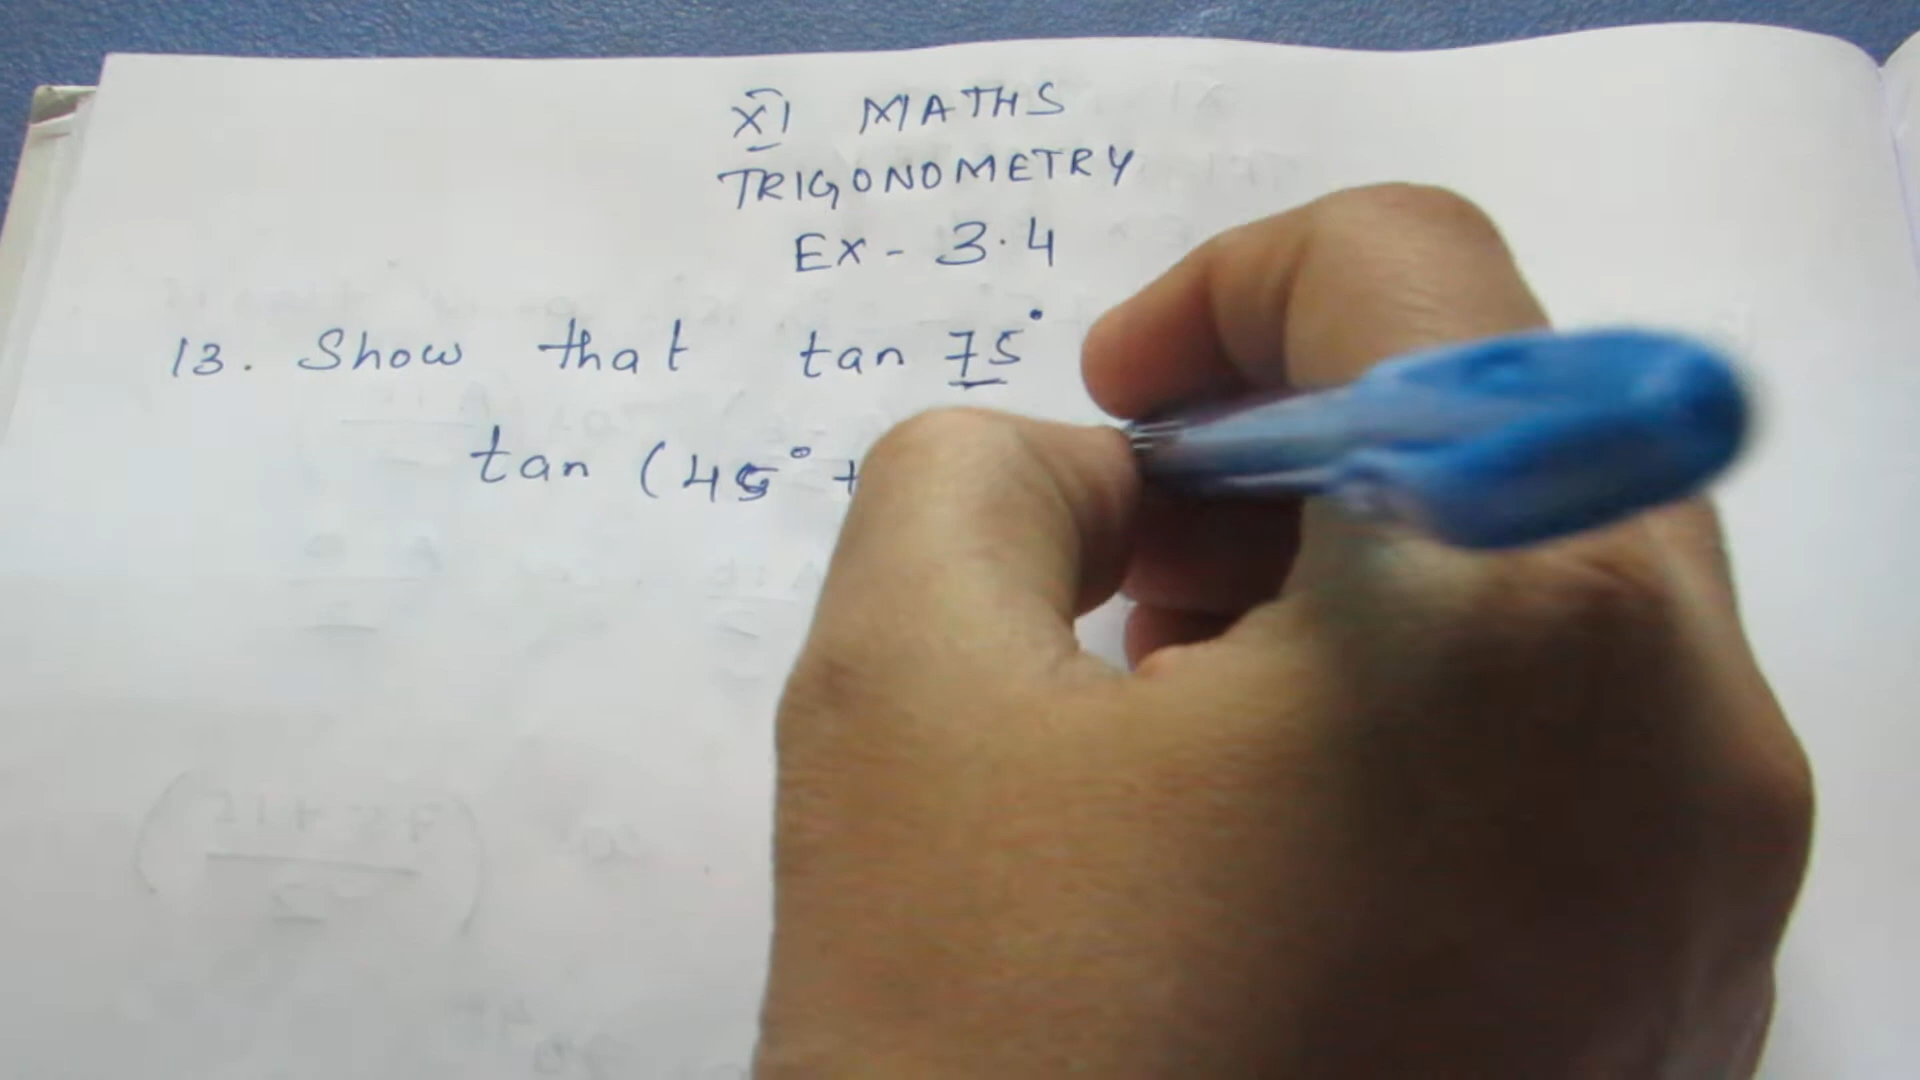 XI MATHS
TRIGONOMETRY
EX - 3.4
13. Show that tan 75°
tan (45° +